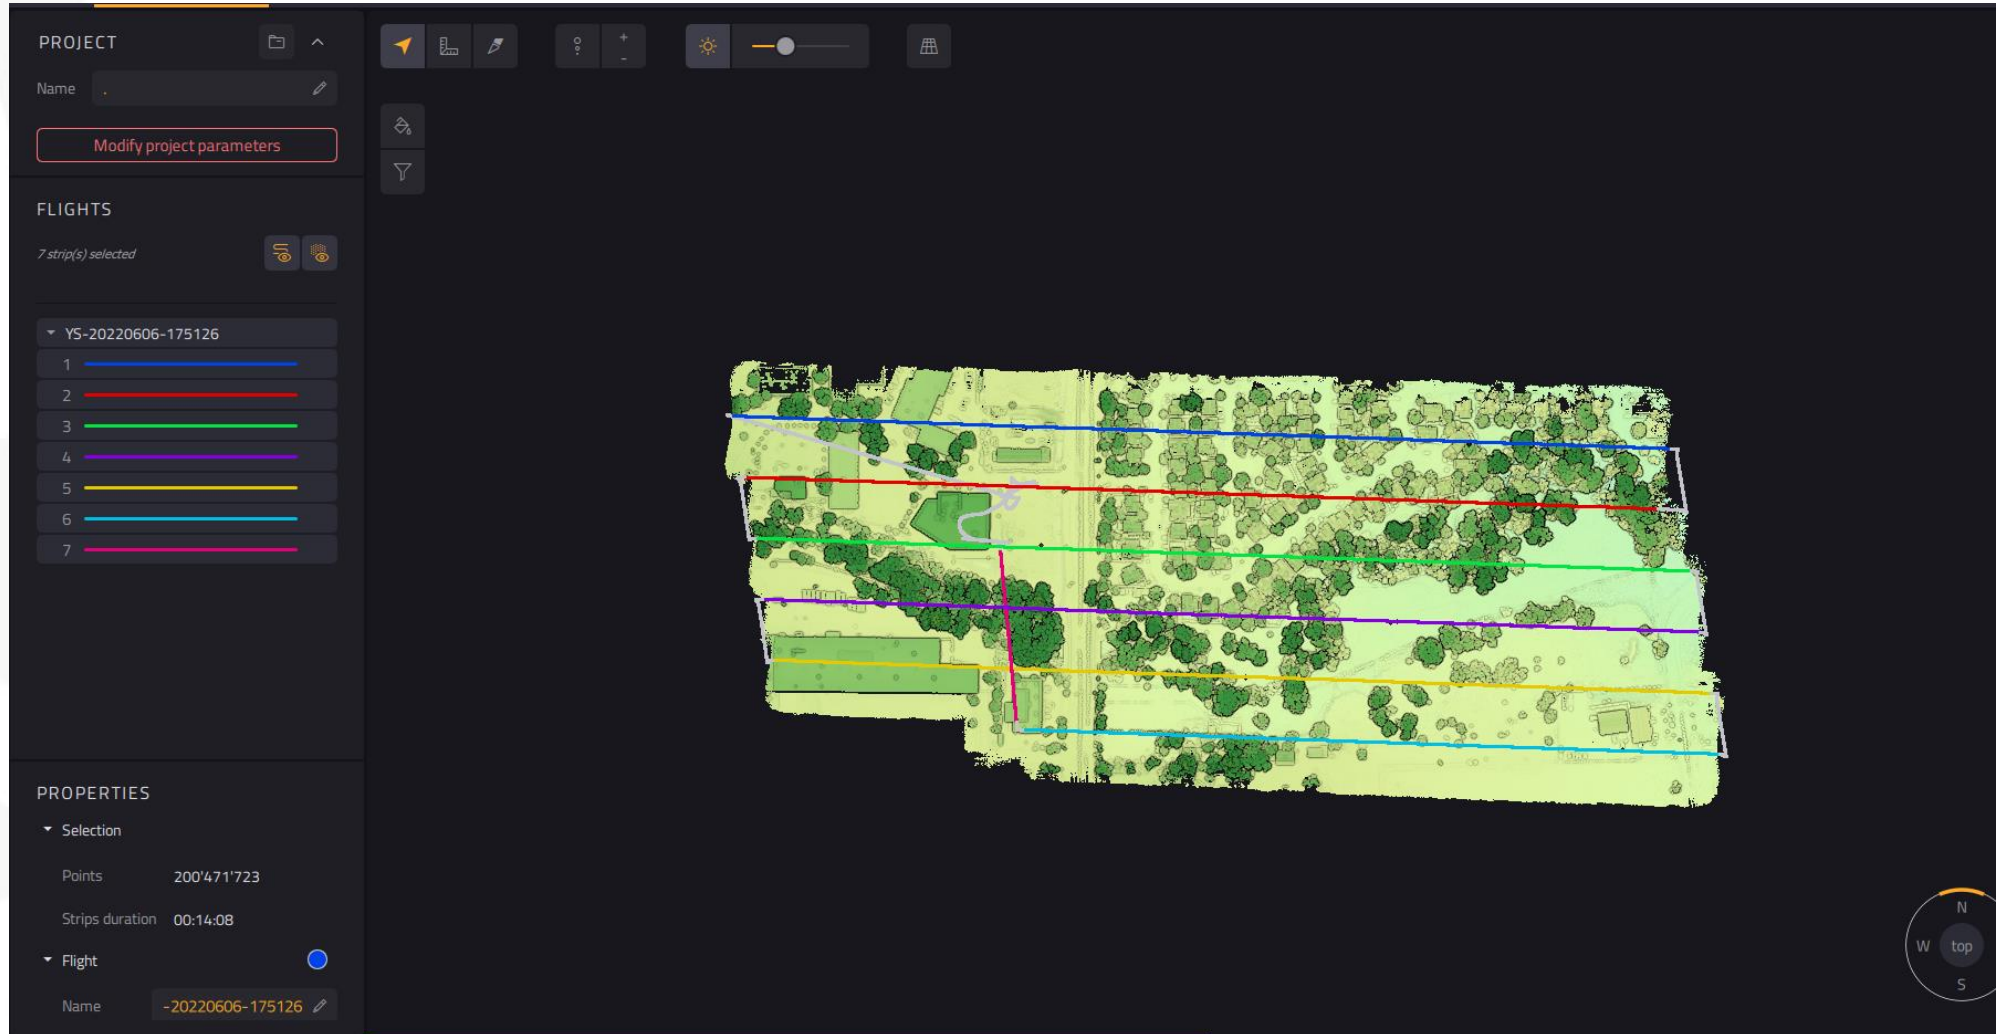 PROJECT
Name .
Modify project parameters
FLIGHTS
7 strip(s) selected
YS-20220606-175126
1
2
3
4
5
6
7
PROPERTIES
Selection
Points 200'471'723
Strips duration 00:14:08
Flight
Name -20220606-175126
+
-
N
W top
S